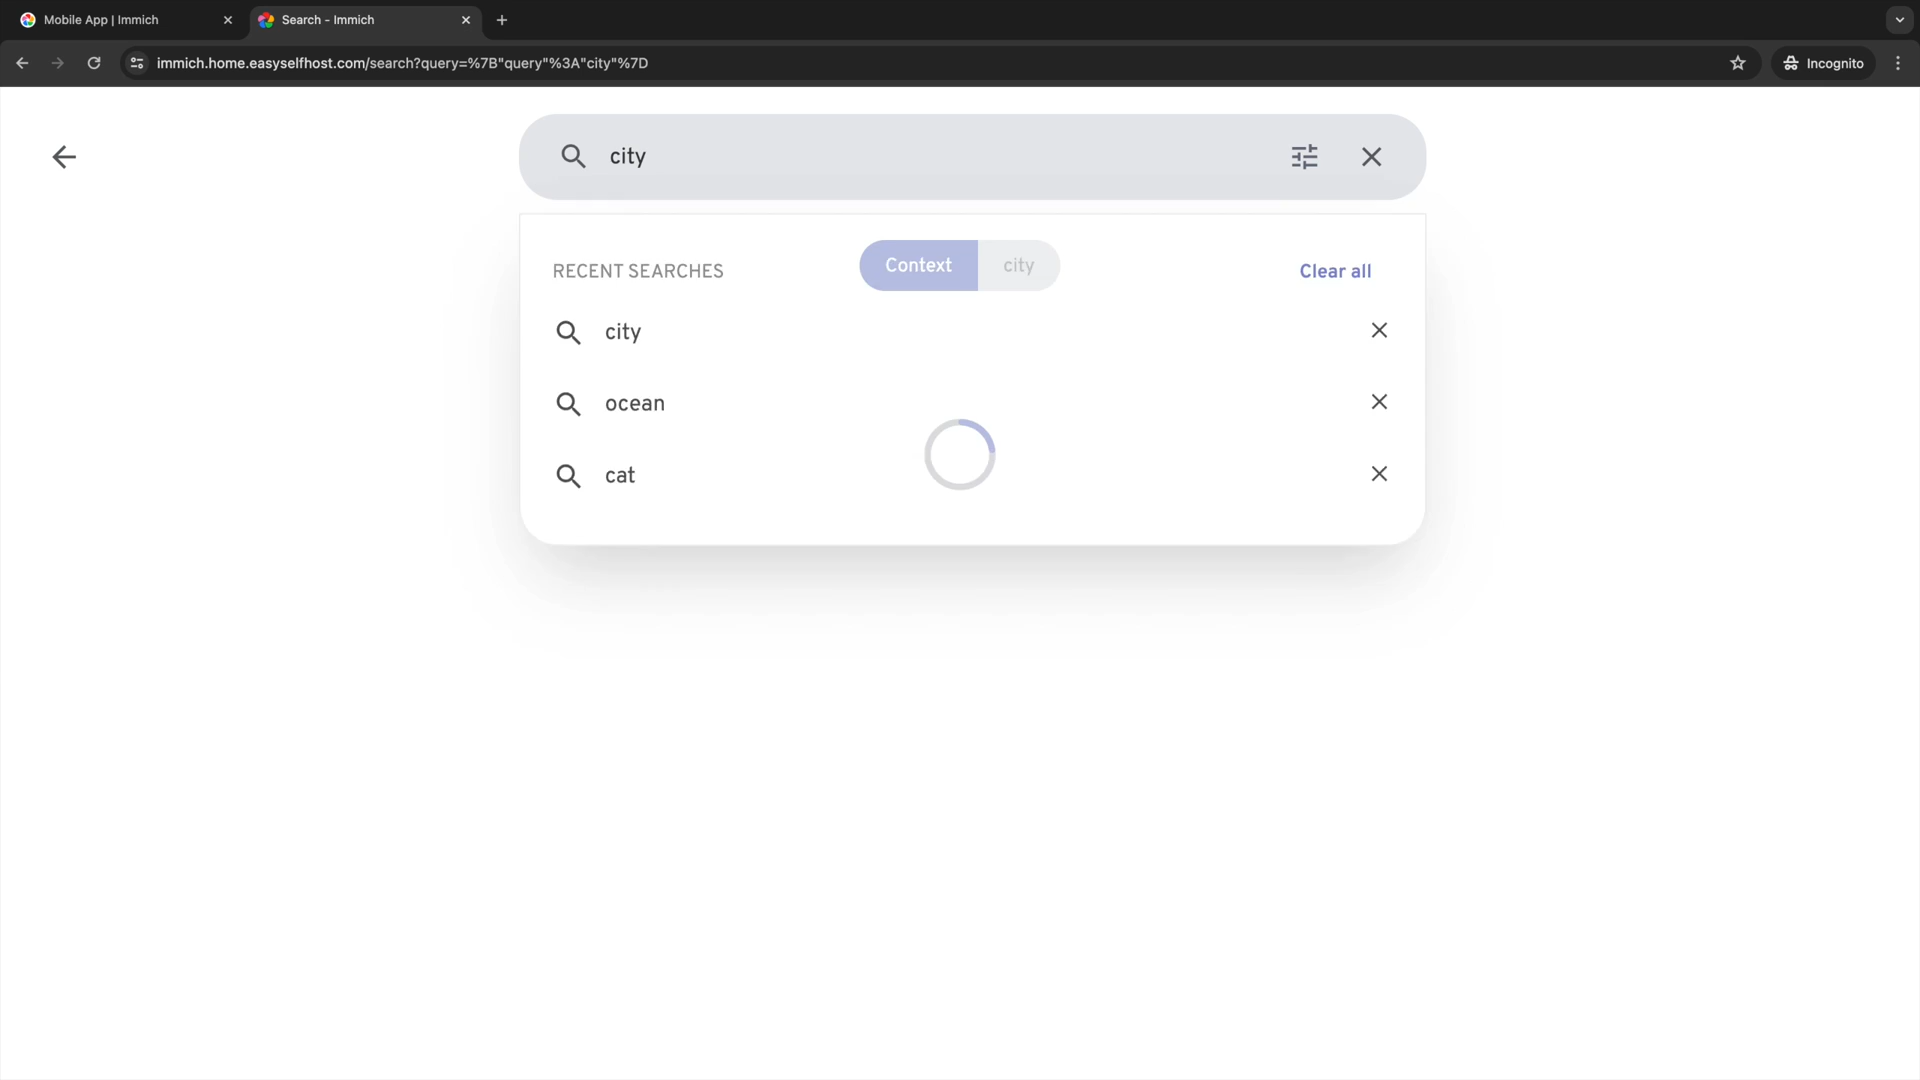 Mobile App | Immich
Search - Immich
immich.home.easyselfhost.com/search?query=%7B"query"%3A"city"%7D
Incognito
city
RECENT SEARCHES
Context
city
Clear all
city
ocean
cat